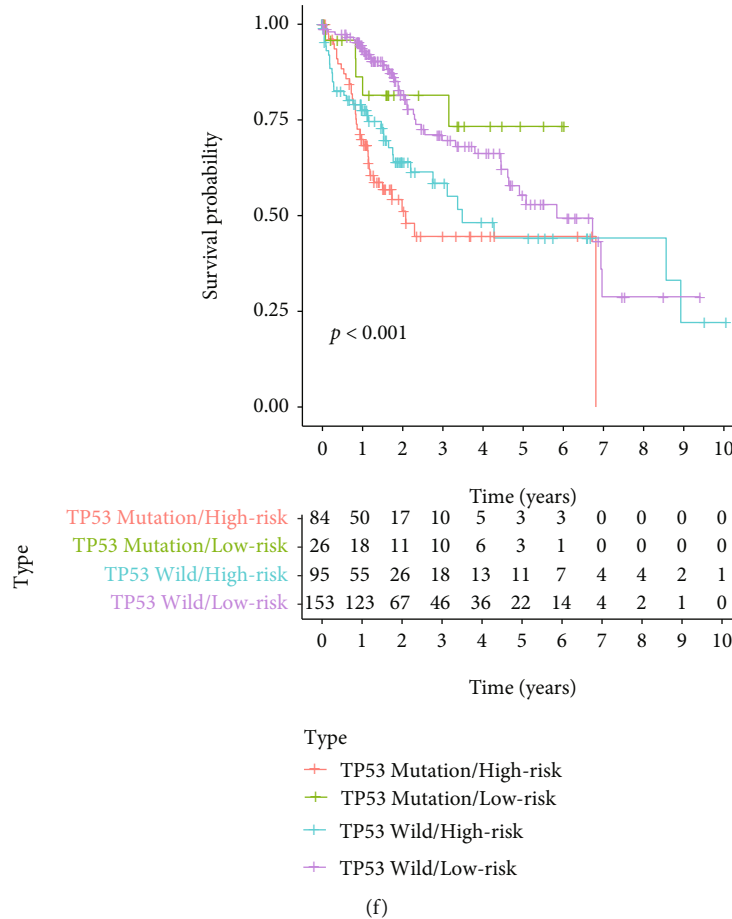 1.00
0.75
0.50
0.25
0.00
Survival probability
p < 0.001
0 1 2 3 4 5 6 7 8 9 10
Time (years)
Type
TP53 Mutation/High-risk 84 50 17 10 5 3 3 0 0 0 0
TP53 Mutation/Low-risk 26 18 11 10 6 3 1 0 0 0 0
TP53 Wild/High-risk 95 55 26 18 13 11 7 4 4 2 1
TP53 Wild/Low-risk 153 123 67 46 36 22 14 4 2 1 0
0 1 2 3 4 5 6 7 8 9 10
Time (years)
Type
TP53 Mutation/High-risk
TP53 Mutation/Low-risk
TP53 Wild/High-risk
TP53 Wild/Low-risk
(f)